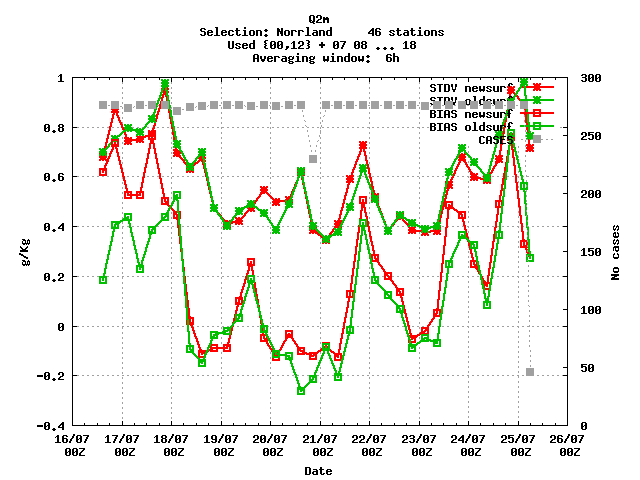 Q2m
Selection: Norrland 46 stations
Used {00,12} + 07 08 ... 18
Averaging window: 6h
STDV newsurf
STDV oldsurf
BIAS newsurf
BIAS oldsurf
CASES
1
0.8
0.6
0.4
0.2
0
-0.2
-0.4
g/Kg
300
250
200
150
100
50
0
No cases
16/07 17/07 18/07 19/07 20/07 21/07 22/07 23/07 24/07 25/07 26/07
00Z 00Z 00Z 00Z 00Z 00Z 00Z 00Z 00Z 00Z 00Z
Date